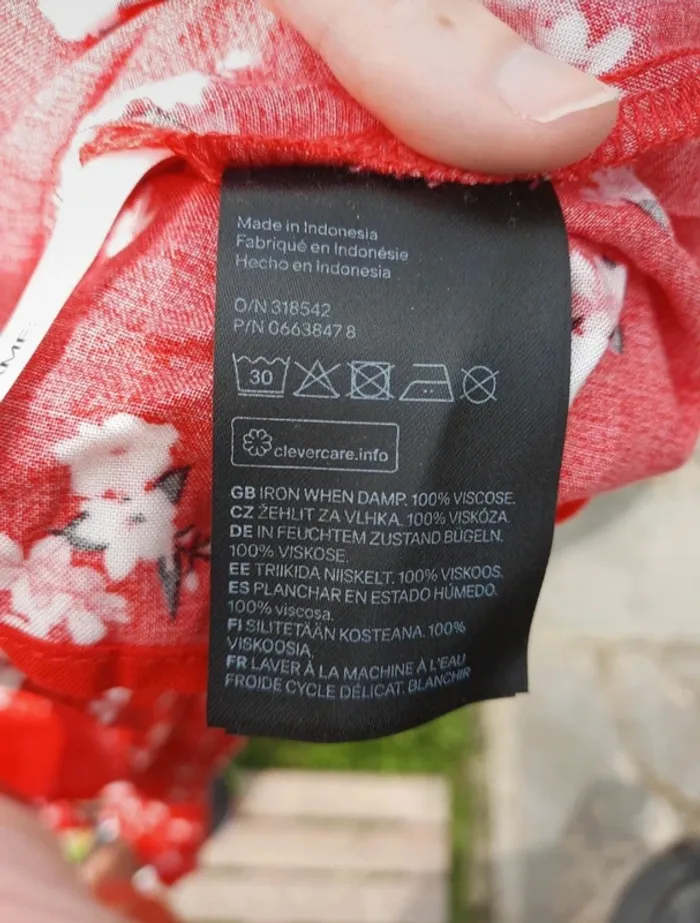 Made in Indonesia
Fabriqué en Indonésie
Hecho en Indonesia
O/N 318542
P/N 0663847 8
30
clevercare.info
GB IRON WHEN DAMP. 100% VISCOSE.
CZ ŽEHLIT ZA VLHKA. 100% VISKÓZA.
DE IN FEUCHTEM ZUSTAND BÜGELN.
100% VISKOSE.
EE TRIIKIDA NIISKELT. 100% VISKOOS.
ES PLANCHAR EN ESTADO HÚMEDO.
100% viscosa.
FI SILITETÄÄN KOSTEANA. 100%
VISKOOSIA.
FR LAVER À LA MACHINE À L'EAU
FROIDE CYCLE DÉLICAT. BLANCHIR